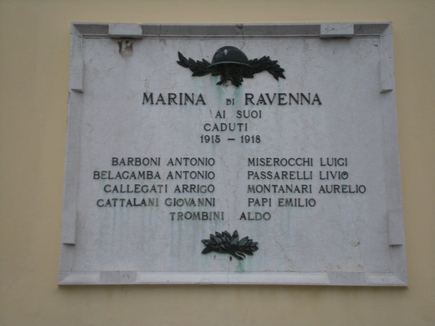 MARINA DI RAVENNA
AI SUOI
CADUTI
1915 – 1918
BARBONI ANTONIO
BELAGAMBA ANTONIO
CALLEGATI ARRIGO
CATTALANI GIOVANNI
MISEROCCHI LUIGI
PASSARELLI LIVIO
MONTANARI AURELIO
PAPI EMILIO
TROMBINI ALDO